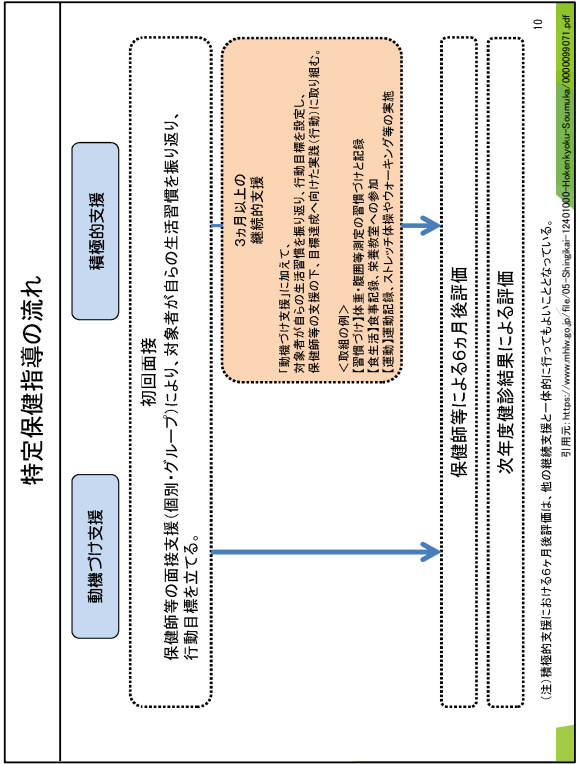 特定保健指導の流れ
動機づけ支援
積極的支援
初回面接
保健師等の面接支援(個別・グループ)により、対象者が自らの生活習慣を振り返り、
行動目標を立てる。
3ヵ月以上の
継続的支援
「動機づけ支援」に加えて、
対象者が自らの生活習慣を振り返り、行動目標を設定し、
保健師等の支援の下、目標達成へ向けた実践(行動)に取り組む。
<取組の例>
【習慣づけ】体重・腹囲等測定の習慣づけと記録
【食生活】食事記録、栄養教室への参加
【運動】運動記録、ストレッチ体操やウォーキング等の実施
保健師等による6ヵ月後評価
次年度健診結果による評価
(注)積極的支援における6ヶ月後評価は、他の継続支援と一体的に行ってもよいこととなっている。
10
引用元: https://www.mhlw.go.jp/file/05-Shingikai-12401000-Hokenkyoku-Soumuka/0000099071.pdf